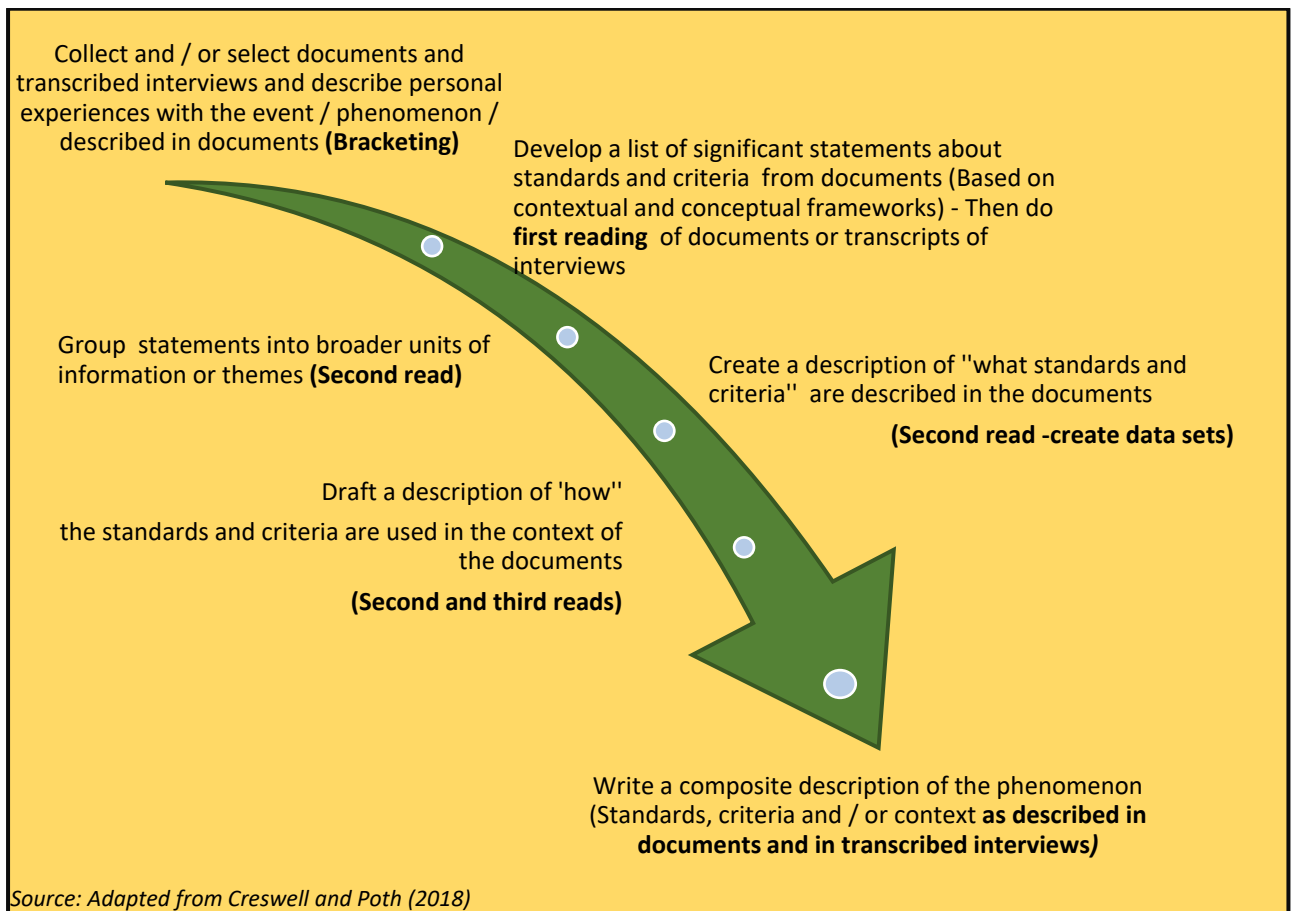 Collect and / or select documents and
transcribed interviews and describe personal
experiences with the event / phenomenon /
described in documents (Bracketing)
Develop a list of significant statements about
standards and criteria from documents (Based on
contextual and conceptual frameworks) - Then do
first reading of documents or transcripts of
interviews
Group statements into broader units of
information or themes (Second read)
Create a description of "what standards and
criteria" are described in the documents
(Second read -create data sets)
Draft a description of 'how"
the standards and criteria are used in the context of
the documents
(Second and third reads)
Write a composite description of the phenomenon
(Standards, criteria and / or context as described in
documents and in transcribed interviews)
Source: Adapted from Creswell and Poth (2018)